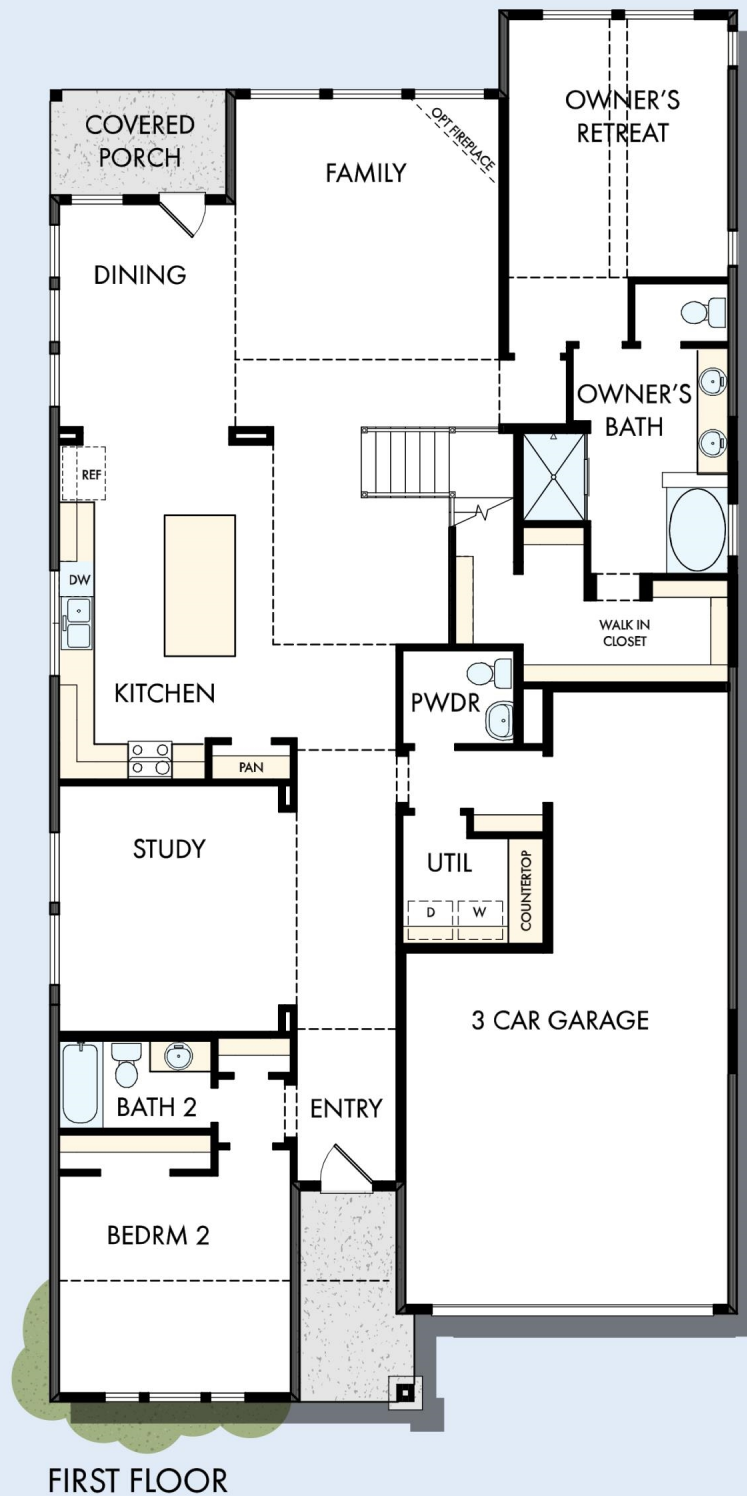 OWNER'S
RETREAT
COVERED
PORCH
FAMILY
OPT FIREPLACE
DINING
OWNER'S
BATH
REF
DW
WALK IN
CLOSET
KITCHEN
PWDR
PAN
STUDY
UTIL
COUNTERTOP
D
W
3 CAR GARAGE
BATH 2
ENTRY
BEDRM 2
FIRST FLOOR